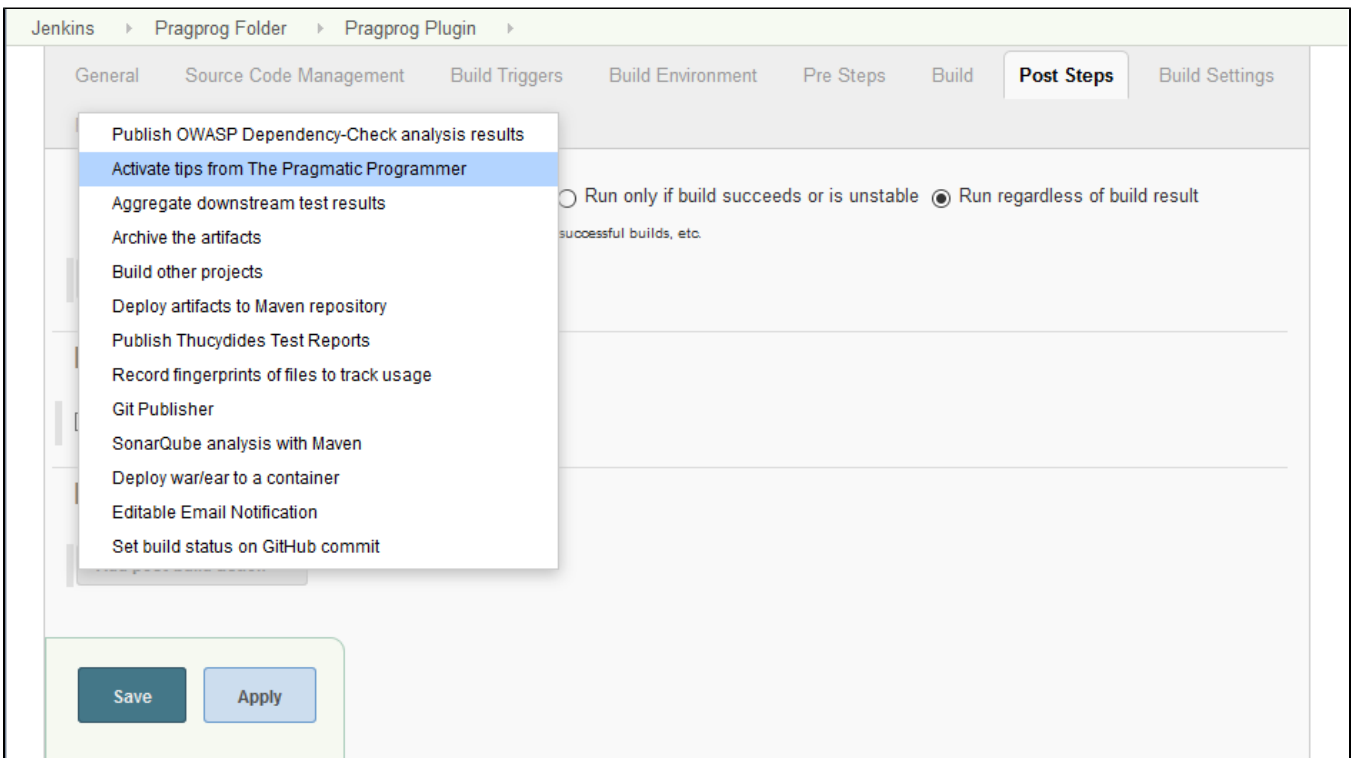 Jenkins Pragprog Folder Pragprog Plugin
General Source Code Management Build Triggers Build Environment Pre Steps Build Post Steps Build Settings
Publish OWASP Dependency-Check analysis results
Activate tips from The Pragmatic Programmer
Run only if build succeeds or is unstable Run regardless of build result
Aggregate downstream test results
successful builds, etc.
Archive the artifacts
Build other projects
Deploy artifacts to Maven repository
Publish Thucydides Test Reports
Record fingerprints of files to track usage
Git Publisher
SonarQube analysis with Maven
Deploy war/ear to a container
Editable Email Notification
Set build status on GitHub commit
Save Apply